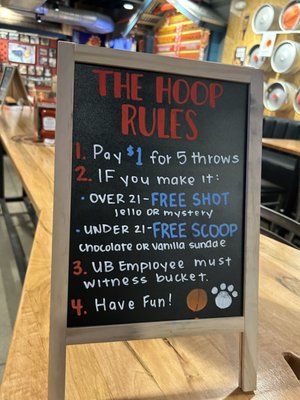 THE HOOP
RULES
1. Pay $1 for 5 throws
2. IF you make it:
• OVER 21 - FREE SHOT
Jello OR mystery
• UNDER 21 - FREE SCOOP
chocolate or vanilla sundae
3. UB Employee must
witness bucket.
4. Have Fun!